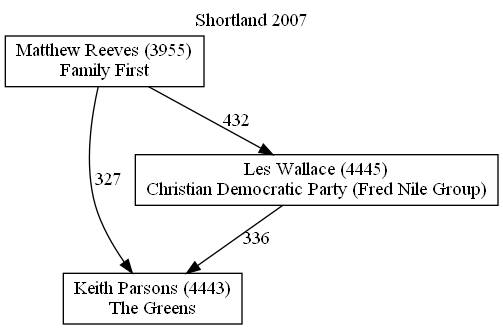 Shortland 2007
Matthew Reeves (3955)
Family First
432
Les Wallace (4445)
Christian Democratic Party (Fred Nile Group)
327
336
Keith Parsons (4443)
The Greens